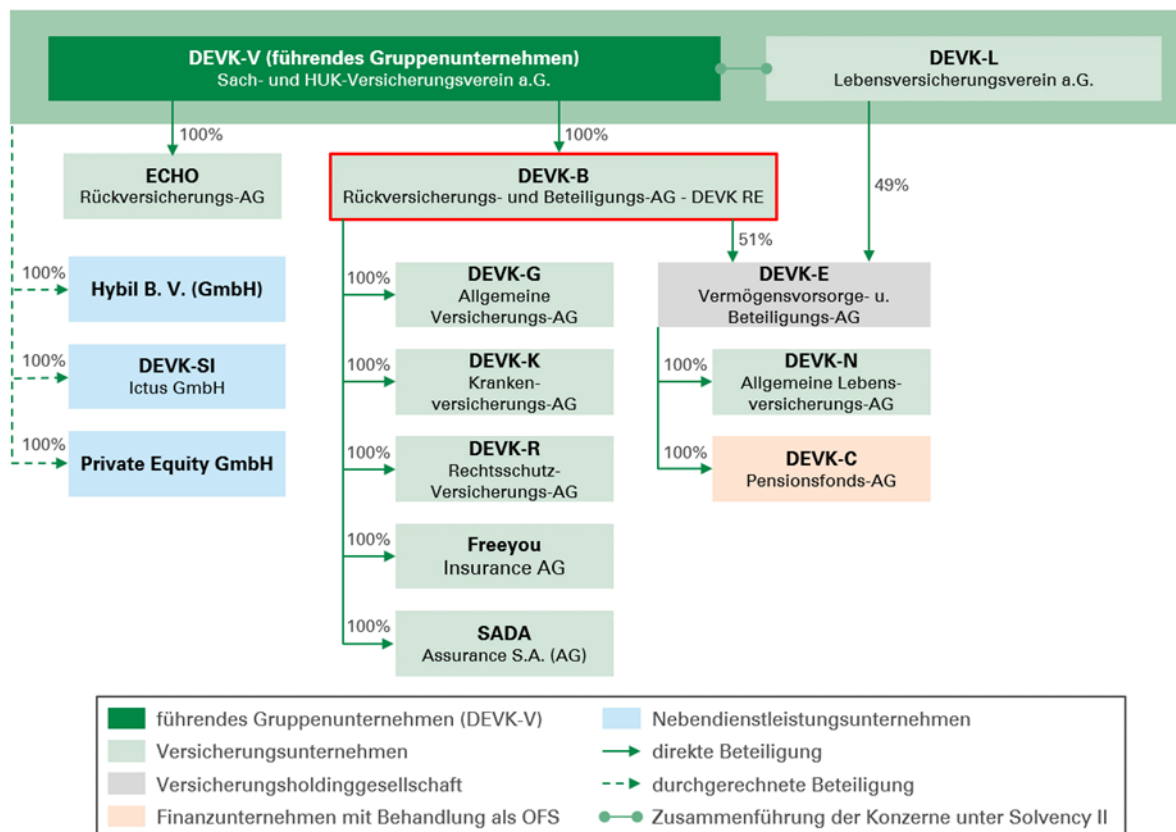 DEVK-V (führendes Gruppenunternehmen)
Sach- und HUK-Versicherungsverein a.G.
DEVK-L
Lebensversicherungsverein a.G.
100%
100%
49%
ECHO
Rückversicherungs-AG
DEVK-B
Rückversicherungs- und Beteiligungs-AG - DEVK RE
51%
100%
Hybil B. V. (GmbH)
100%
DEVK-G
Allgemeine
Versicherungs-AG
DEVK-E
Vermögensvorsorge- u.
Beteiligungs-AG
100%
DEVK-SI
Ictus GmbH
100%
DEVK-K
Kranken-
versicherungs-AG
100%
DEVK-N
Allgemeine Lebens-
versicherungs-AG
100%
Private Equity GmbH
100%
DEVK-R
Rechtsschutz-
Versicherungs-AG
100%
DEVK-C
Pensionsfonds-AG
100%
Freeyou
Insurance AG
100%
SADA
Assurance S.A. (AG)
führendes Gruppenunternehmen (DEVK-V)
Versicherungsunternehmen
Versicherungsholdinggesellschaft
Finanzunternehmen mit Behandlung als OFS
Nebendienstleistungsunternehmen
direkte Beteiligung
durchgerechnete Beteiligung
Zusammenführung der Konzerne unter Solvency II